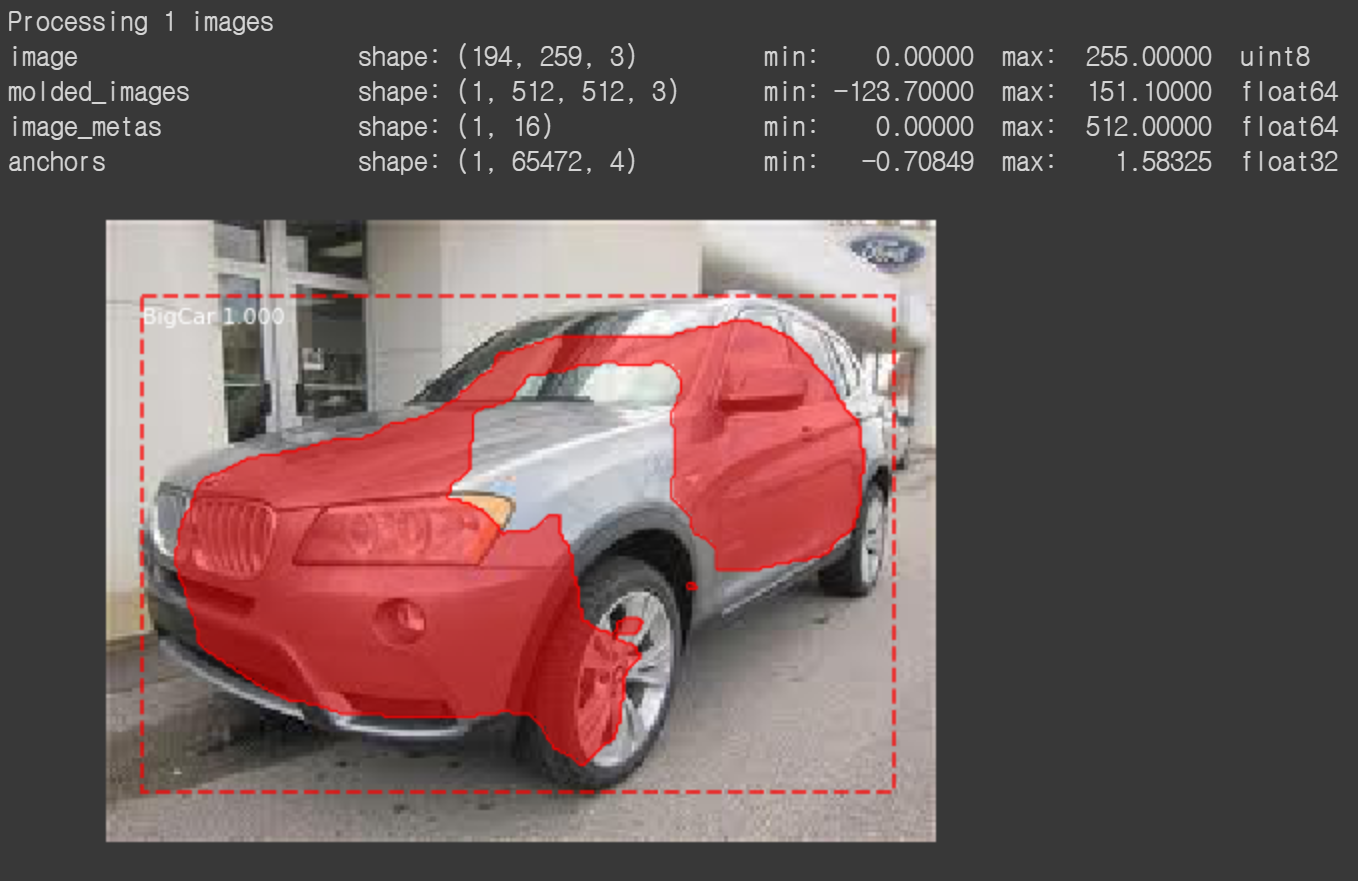 Processing 1 images
image shape: (194, 259, 3) min: 0.00000 max: 255.00000 uint8
molded_images shape: (1, 512, 512, 3) min: -123.70000 max: 151.10000 float64
image_metas shape: (1, 16) min: 0.00000 max: 512.00000 float64
anchors shape: (1, 65472, 4) min: -0.70849 max: 1.58325 float32
Ford
BigCar 1.000